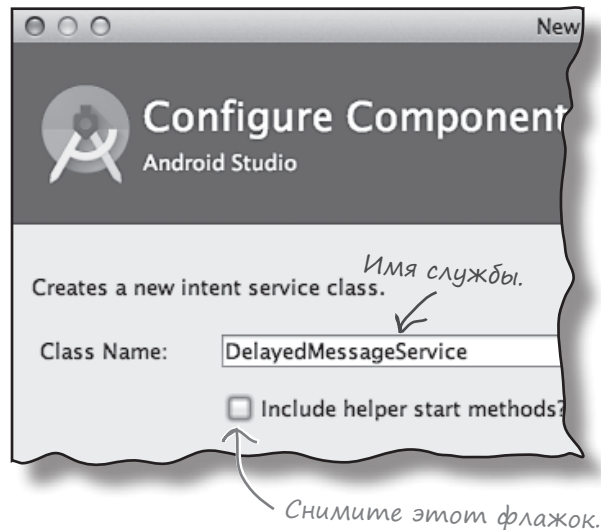 New
Configure Component
Android Studio
Имя службы.
Creates a new intent service class.
Class Name:
DelayedMessageService
Include helper start methods?
Снимите этот флажок.